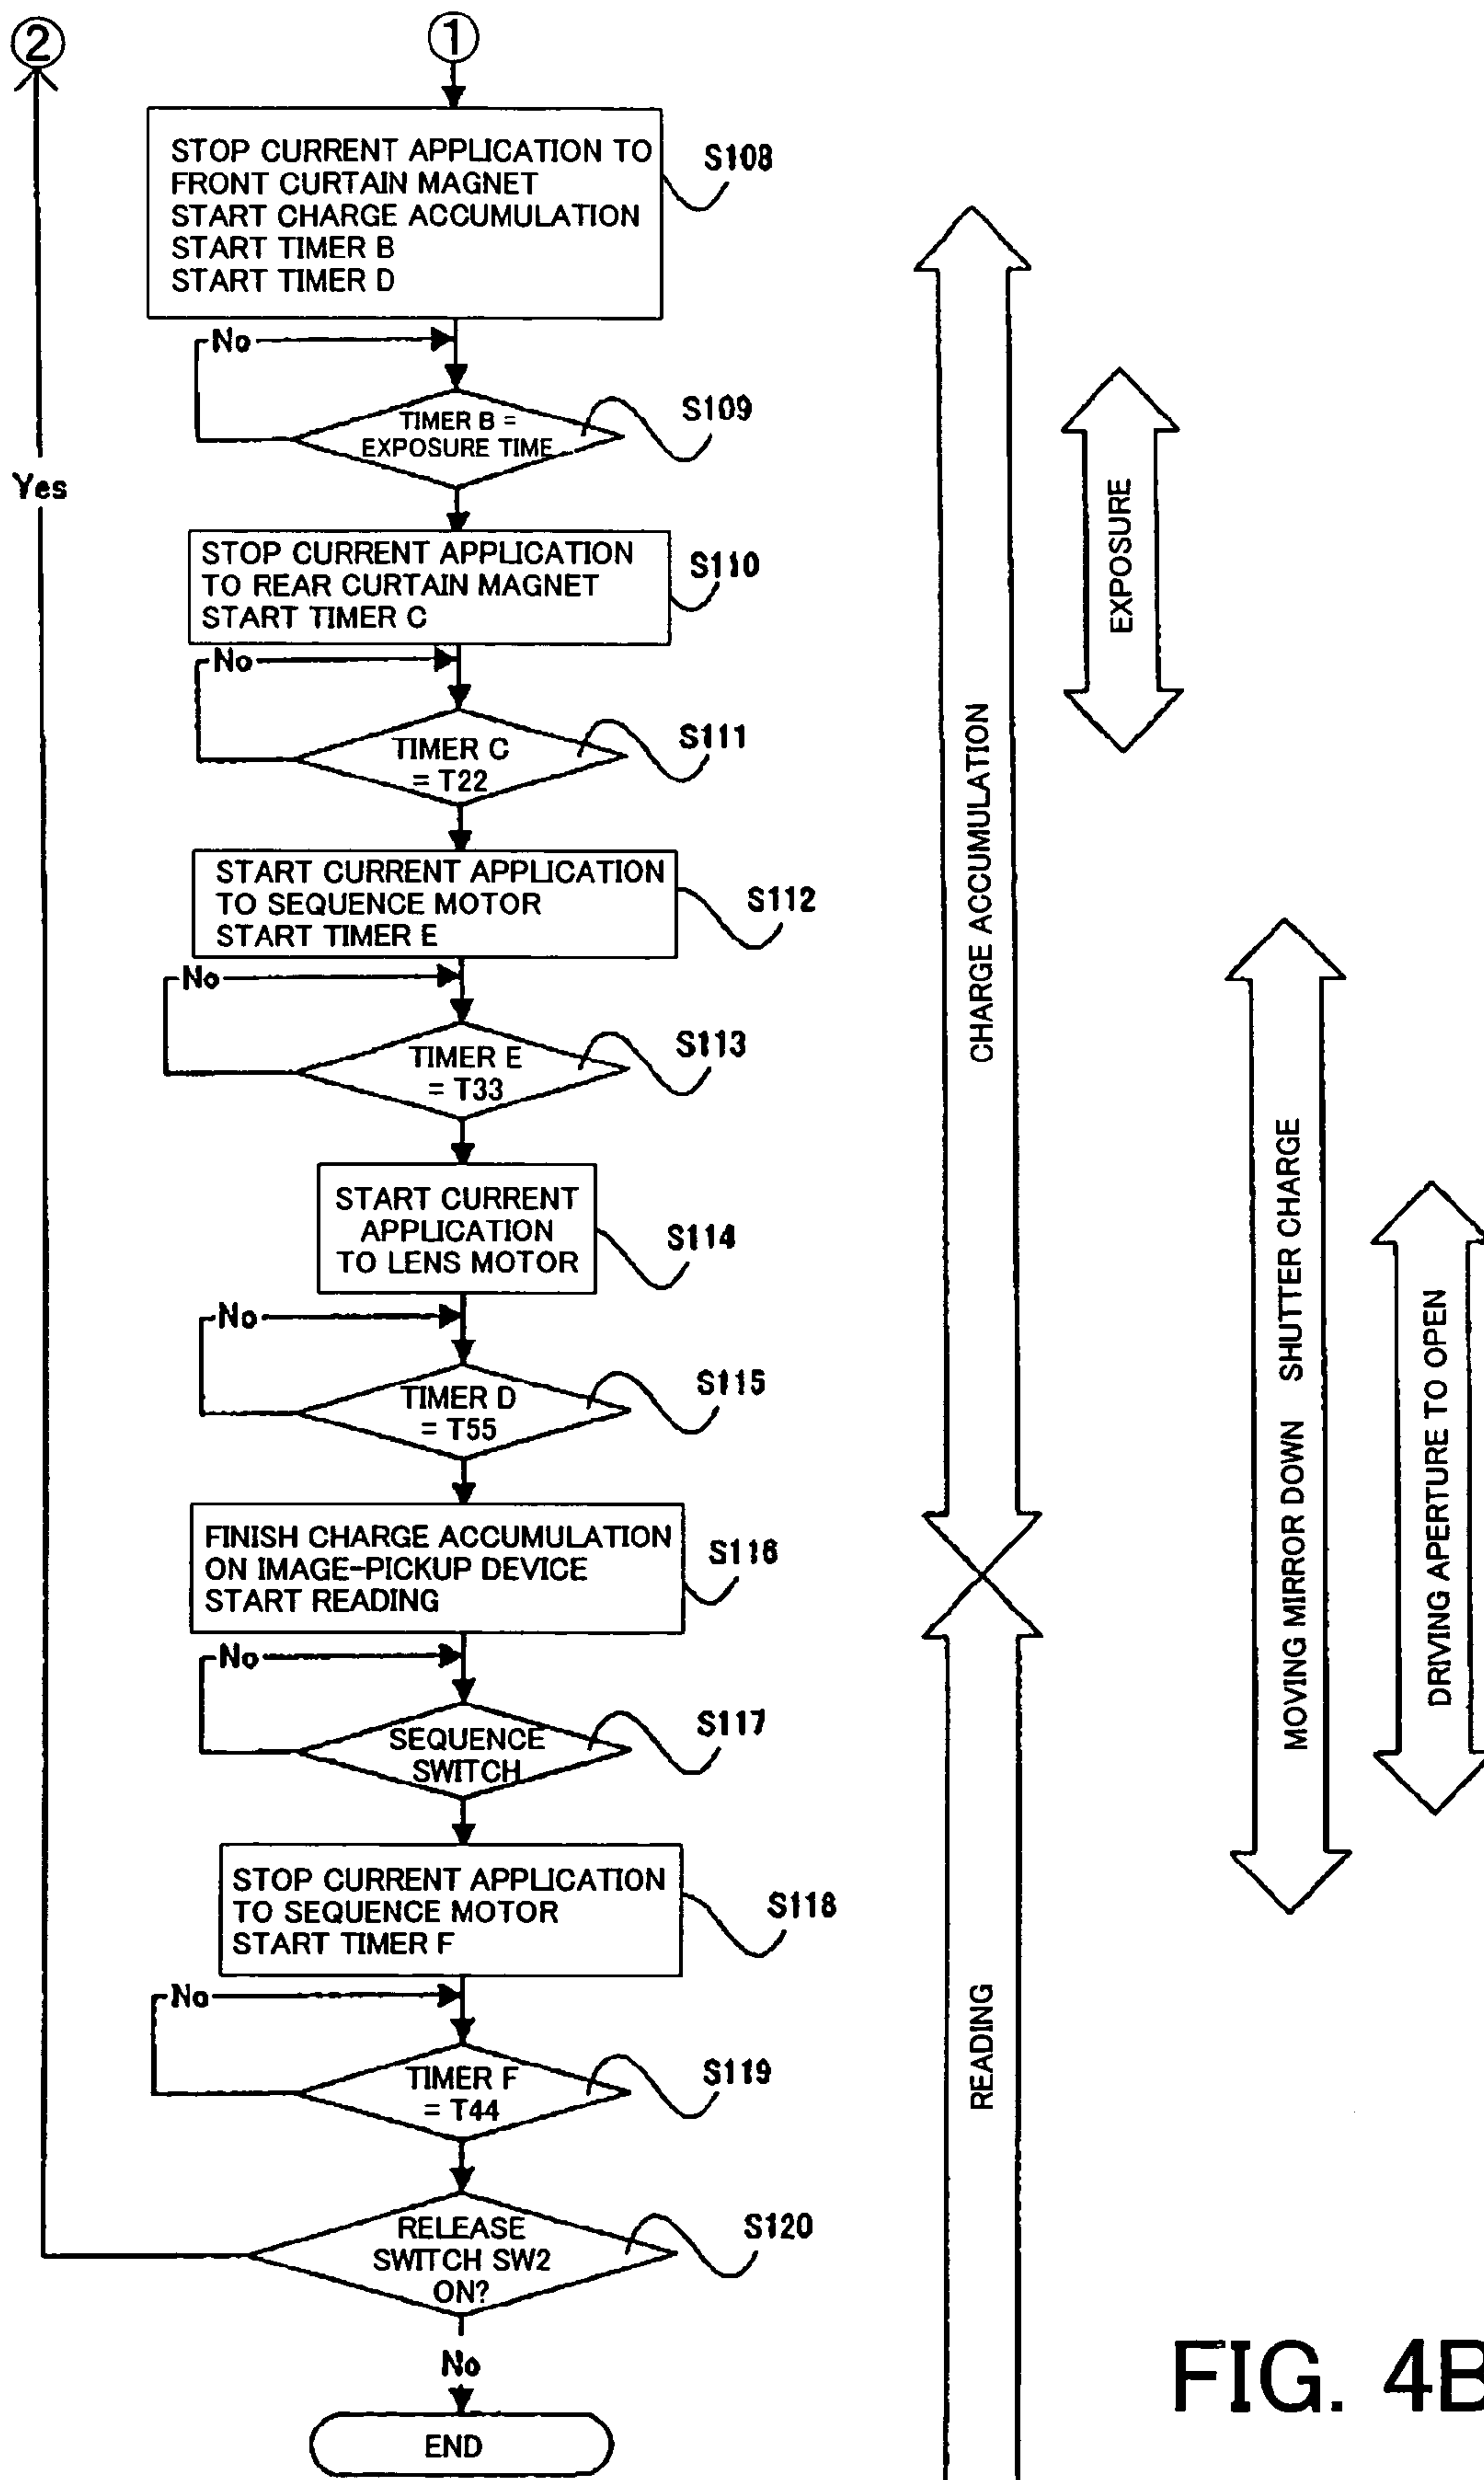 ②
①
STOP CURRENT APPLICATION TO
FRONT CURTAIN MAGNET
START CHARGE ACCUMULATION
START TIMER B
START TIMER D
S108
No
TIMER B =
EXPOSURE TIME
S109
Yes
STOP CURRENT APPLICATION
TO REAR CURTAIN MAGNET
START TIMER C
S110
No
TIMER C
= T22
S111
START CURRENT APPLICATION
TO SEQUENCE MOTOR
START TIMER E
S112
No
TIMER E
= T33
S113
START CURRENT
APPLICATION
TO LENS MOTOR
S114
No
TIMER D
= T55
S115
FINISH CHARGE ACCUMULATION
ON IMAGE-PICKUP DEVICE
START READING
S116
No
SEQUENCE
SWITCH
S117
STOP CURRENT APPLICATION
TO SEQUENCE MOTOR
START TIMER F
S118
No
TIMER F
= T44
S119
RELEASE
SWITCH SW2
ON?
S120
No
END
CHARGE ACCUMULATION
EXPOSURE
MOVING MIRROR DOWN SHUTTER CHARGE
DRIVING APERTURE TO OPEN
READING
FIG. 4B